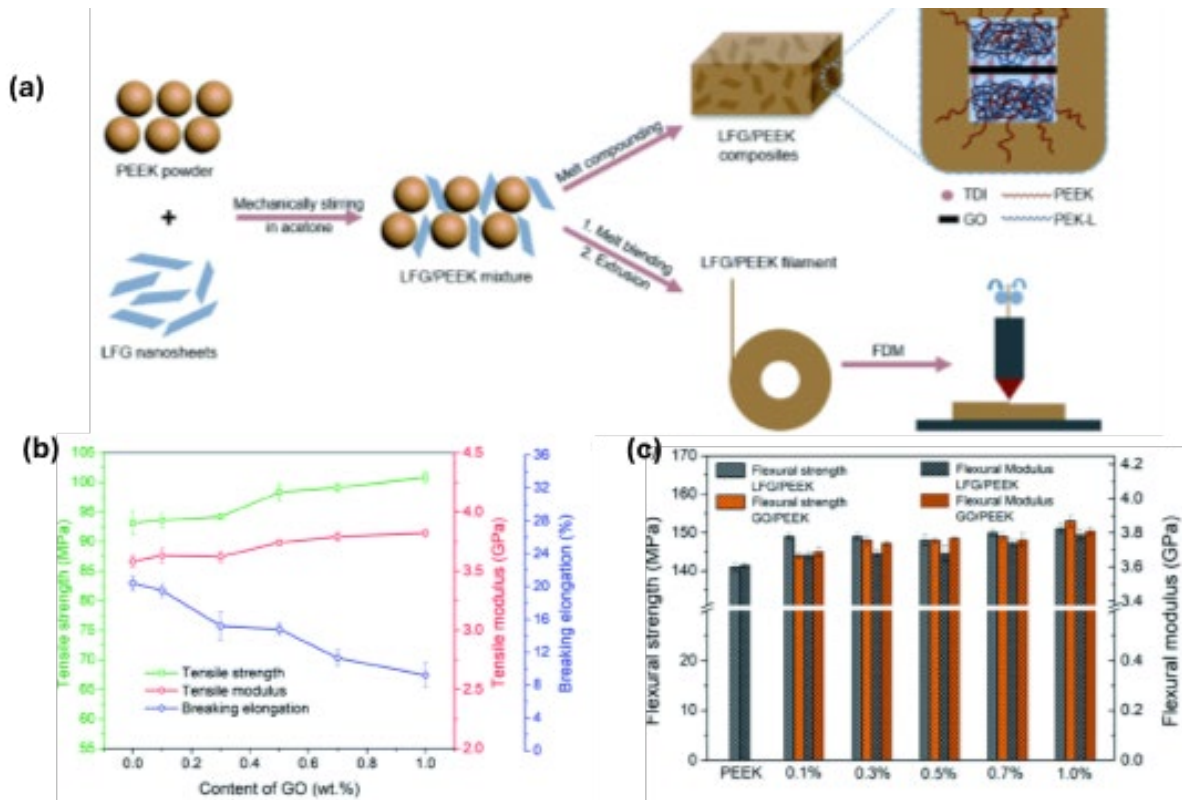 (a)
PEEK powder
+
LFG nanosheets
Mechanically stirring
in acetone
LFG/PEEK mixture
Melt compounding
1. Melt blending
2. Extrusion
LFG/PEEK
composites
TDI
PEEK
GO
PEK-L
LFG/PEEK filament
FDM
(b)
105
100
95
90
85
80
75
70
65
60
55
Tensile strength (MPa)
4.5
4.0
3.5
3.0
2.5
2.0
Tensile modulus (GPa)
36
32
28
24
20
16
12
8
4
0
Breaking elongation (%)
Tensile strength
Tensile modulus
Breaking elongation
0.0 0.2 0.4 0.6 0.8 1.0
Content of GO (wt.%)
(c)
170
160
150
140
20
10
0
Flexural strength (MPa)
Flexural strength
LFG/PEEK
Flexural strength
GO/PEEK
Flexural Modulus
LFG/PEEK
Flexural Modulus
GO/PEEK
4.2
4.0
3.8
3.6
3.4
0.4
0.2
0.0
Flexural modulus (GPa)
PEEK 0.1% 0.3% 0.5% 0.7% 1.0%